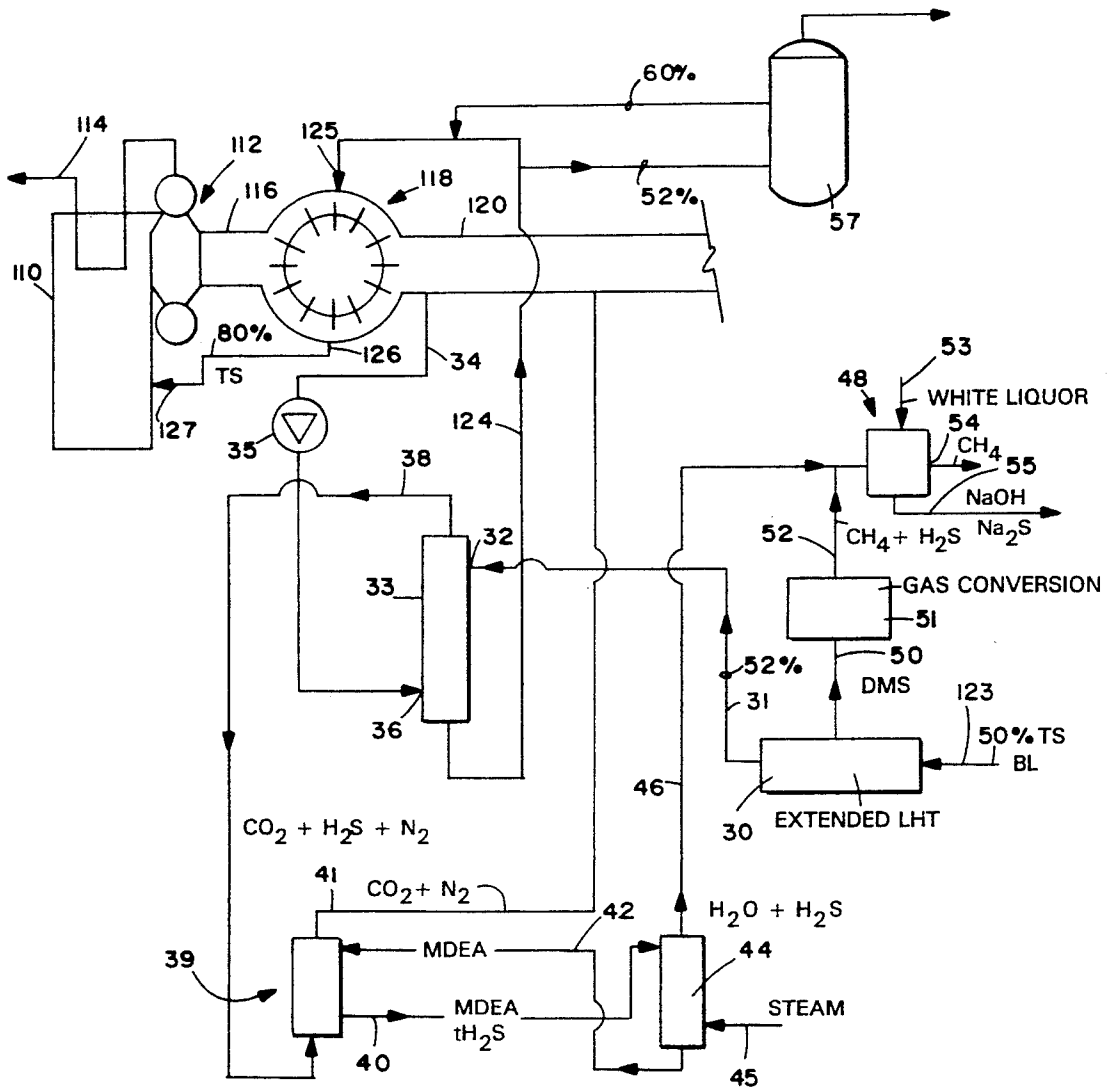 60%
114
112
125
118
116
120
52%
57
110
80%
126
34
TS
127
35
124
53
48
WHITE LIQUOR
54
CH4
55
38
NaOH
Na2S
52
CH4 + H2S
32
33
GAS CONVERSION
51
50
52%
DMS
31
123
36
50% TS
BL
46
30
EXTENDED LHT
CO2 + H2S + N2
41
CO2 + N2
42
H2O + H2S
44
MDEA
39
MDEA
tH2S
STEAM
40
45